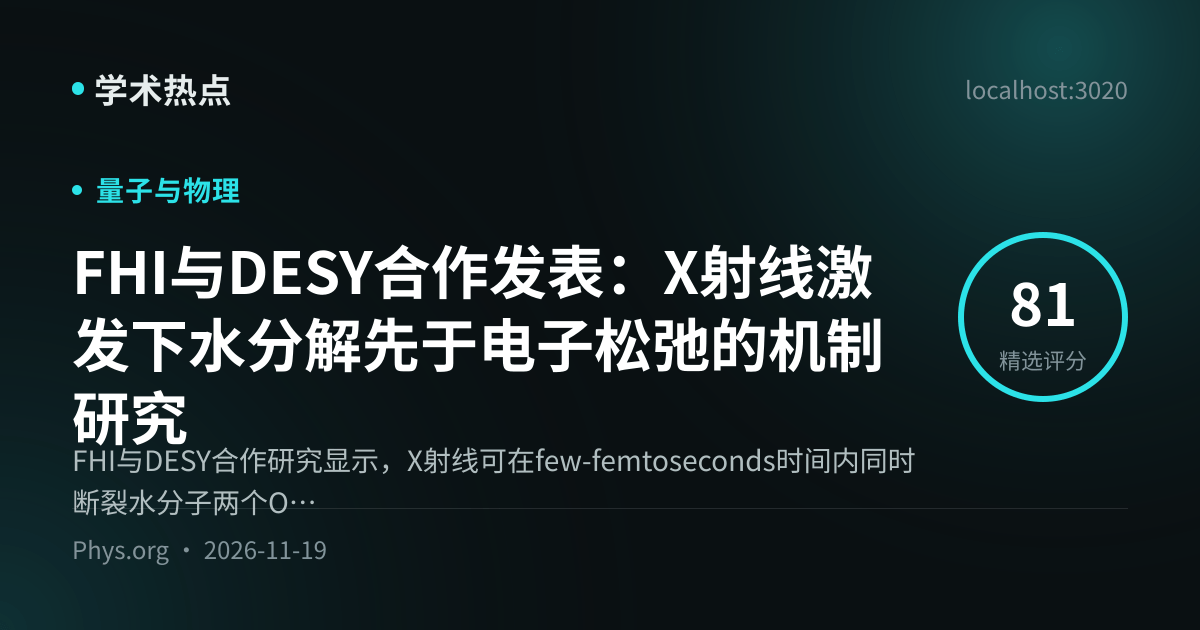 学术热点
localhost:3020
量子与物理
FHI与DESY合作发表：X射线激
发下水分解先于电子松弛的机制
研究
81
精选评分
FHI与DESY合作研究显示，X射线可在few-femtoseconds时间内同时
断裂水分子两个O…
Phys.org · 2026-11-19